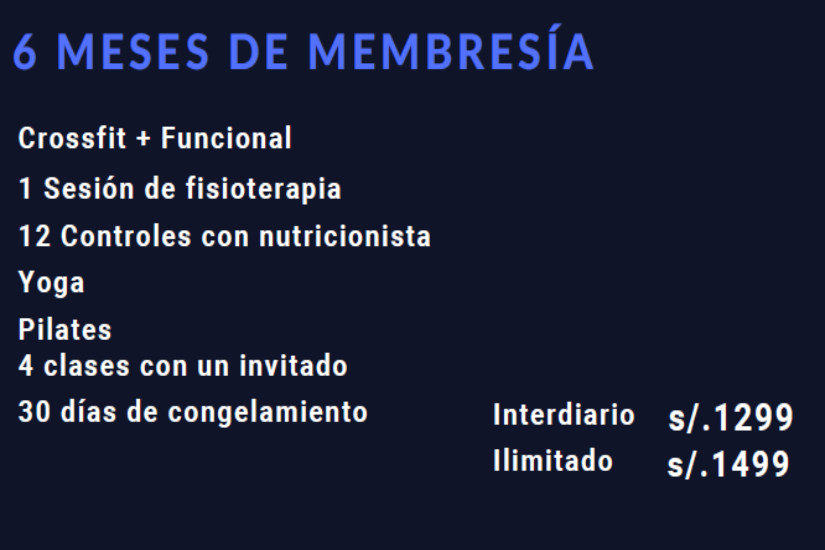 6 MESES DE MEMBRESÍA
Crossfit + Funcional
1 Sesión de fisioterapia
12 Controles con nutricionista
Yoga
Pilates
4 clases con un invitado
30 días de congelamiento
Interdiario s/.1299
Ilimitado s/.1499